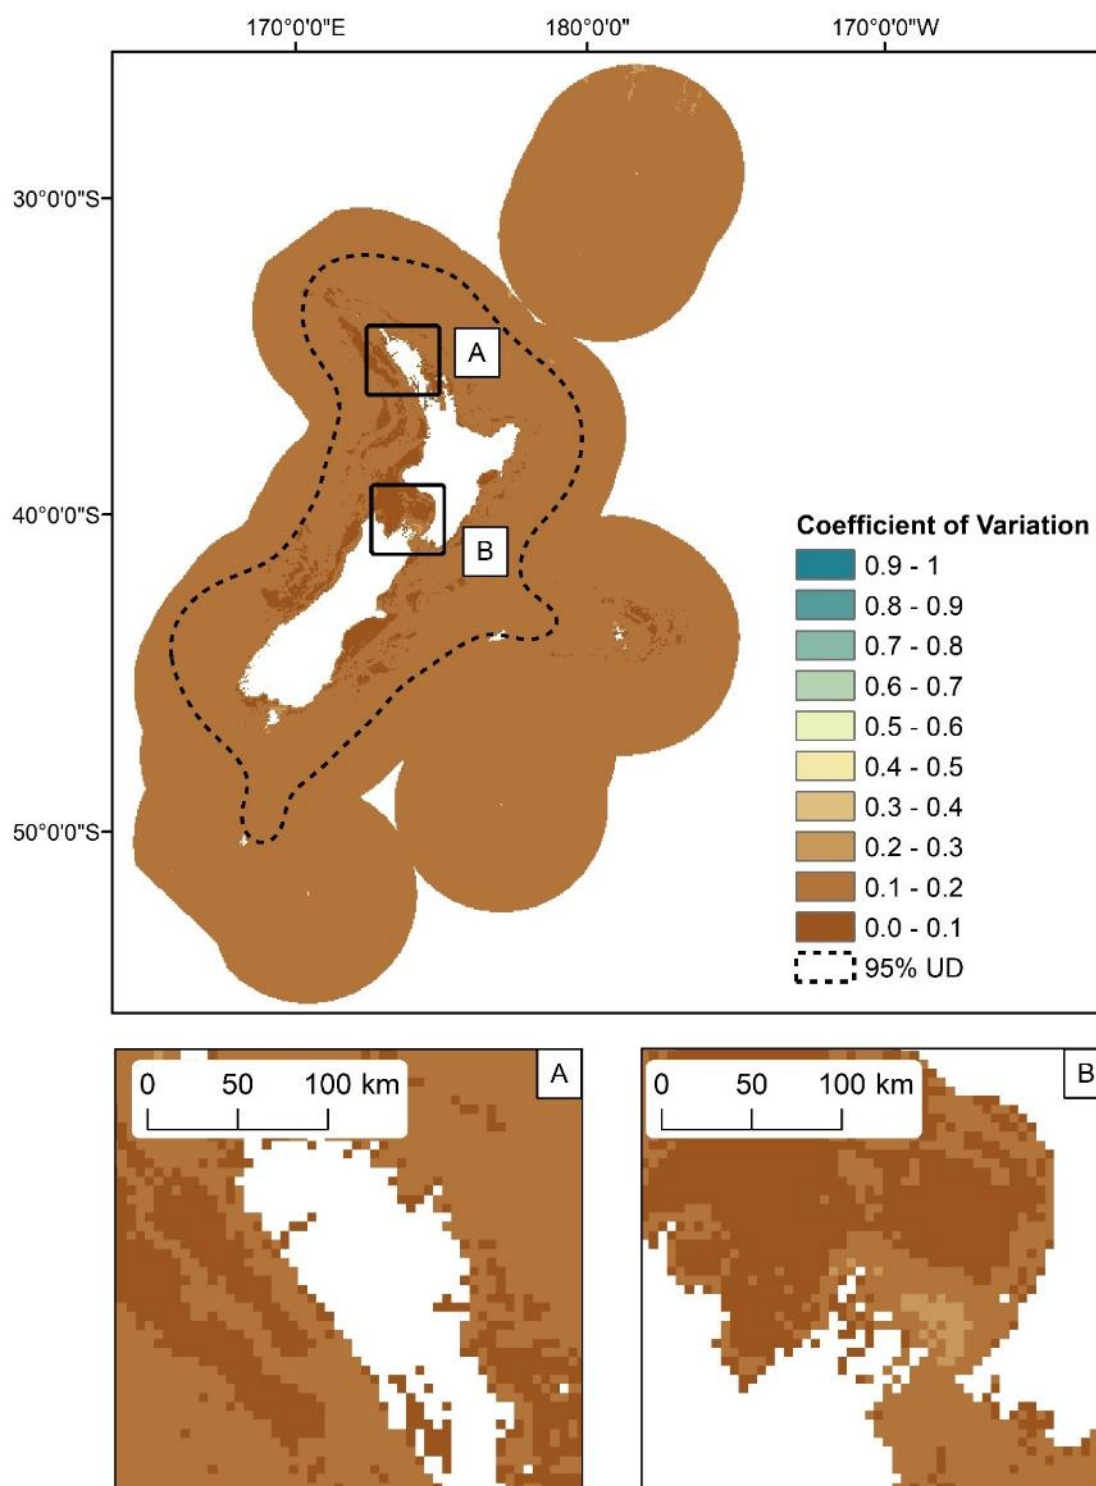 170°0'0"E 180°0'0" 170°0'0"W
30°0'0"S
A
40°0'0"S
B
50°0'0"S
Coefficient of Variation
0.9 - 1
0.8 - 0.9
0.7 - 0.8
0.6 - 0.7
0.5 - 0.6
0.4 - 0.5
0.3 - 0.4
0.2 - 0.3
0.1 - 0.2
0.0 - 0.1
95% UD
0 50 100 km
A
0 50 100 km
B